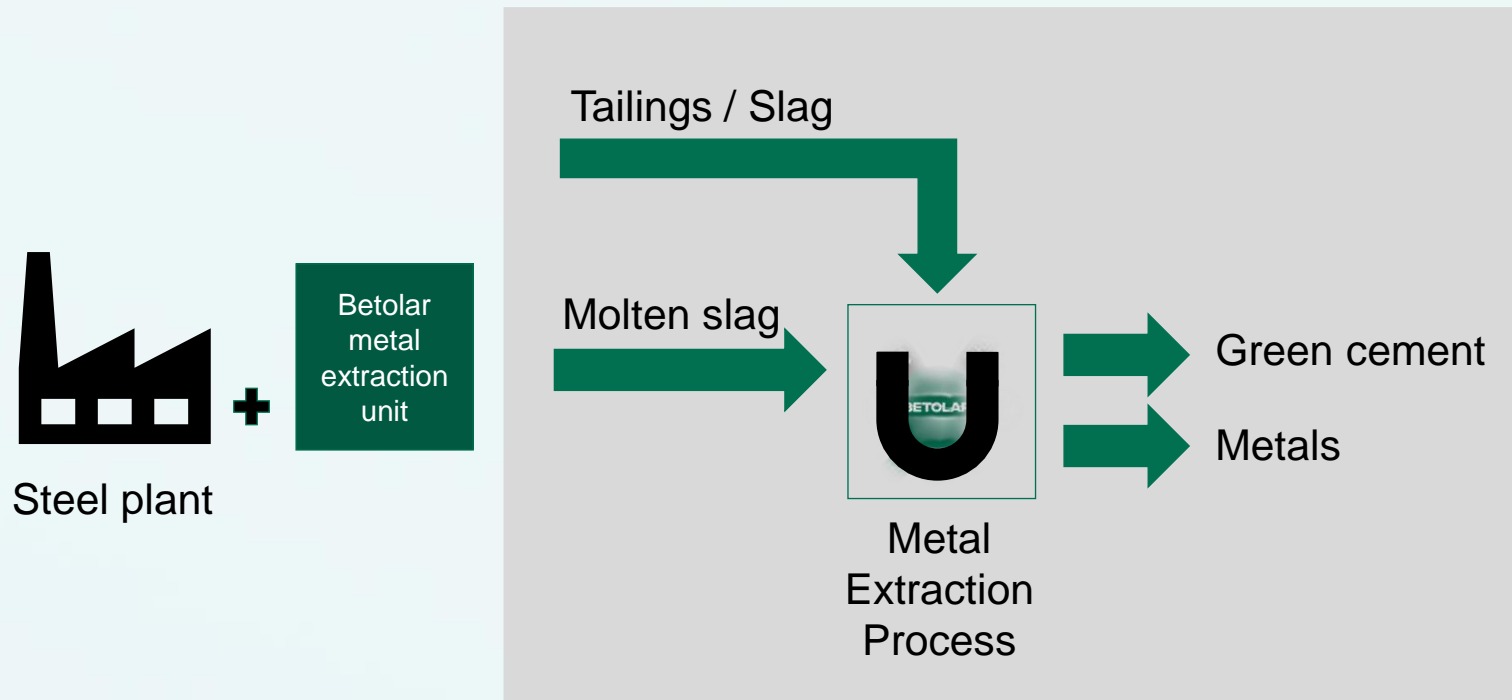 Tailings / Slag
Betolar
metal
extraction
unit
Molten slag
BETOLAR
Green cement
Metals
Steel plant
Metal
Extraction
Process